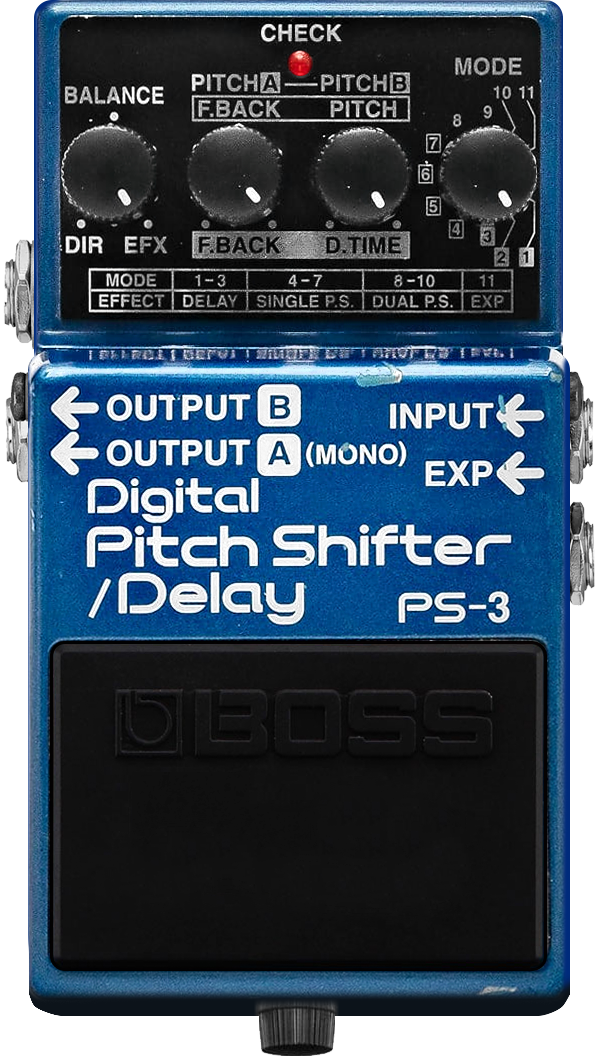 CHECK
MODE
PITCH A — PITCH B
F.BACK PITCH
BALANCE
10 11
9
8
7
6
5
4
3
2
1
DIR EFX
F.BACK D.TIME
MODE 1-3 4-7 8-10 11
EFFECT DELAY SINGLE P.S. DUAL P.S. EXP
← OUTPUT B
INPUT ←
← OUTPUT A (MONO)
EXP ←
Digital
Pitch Shifter
/Delay
PS-3
BOSS